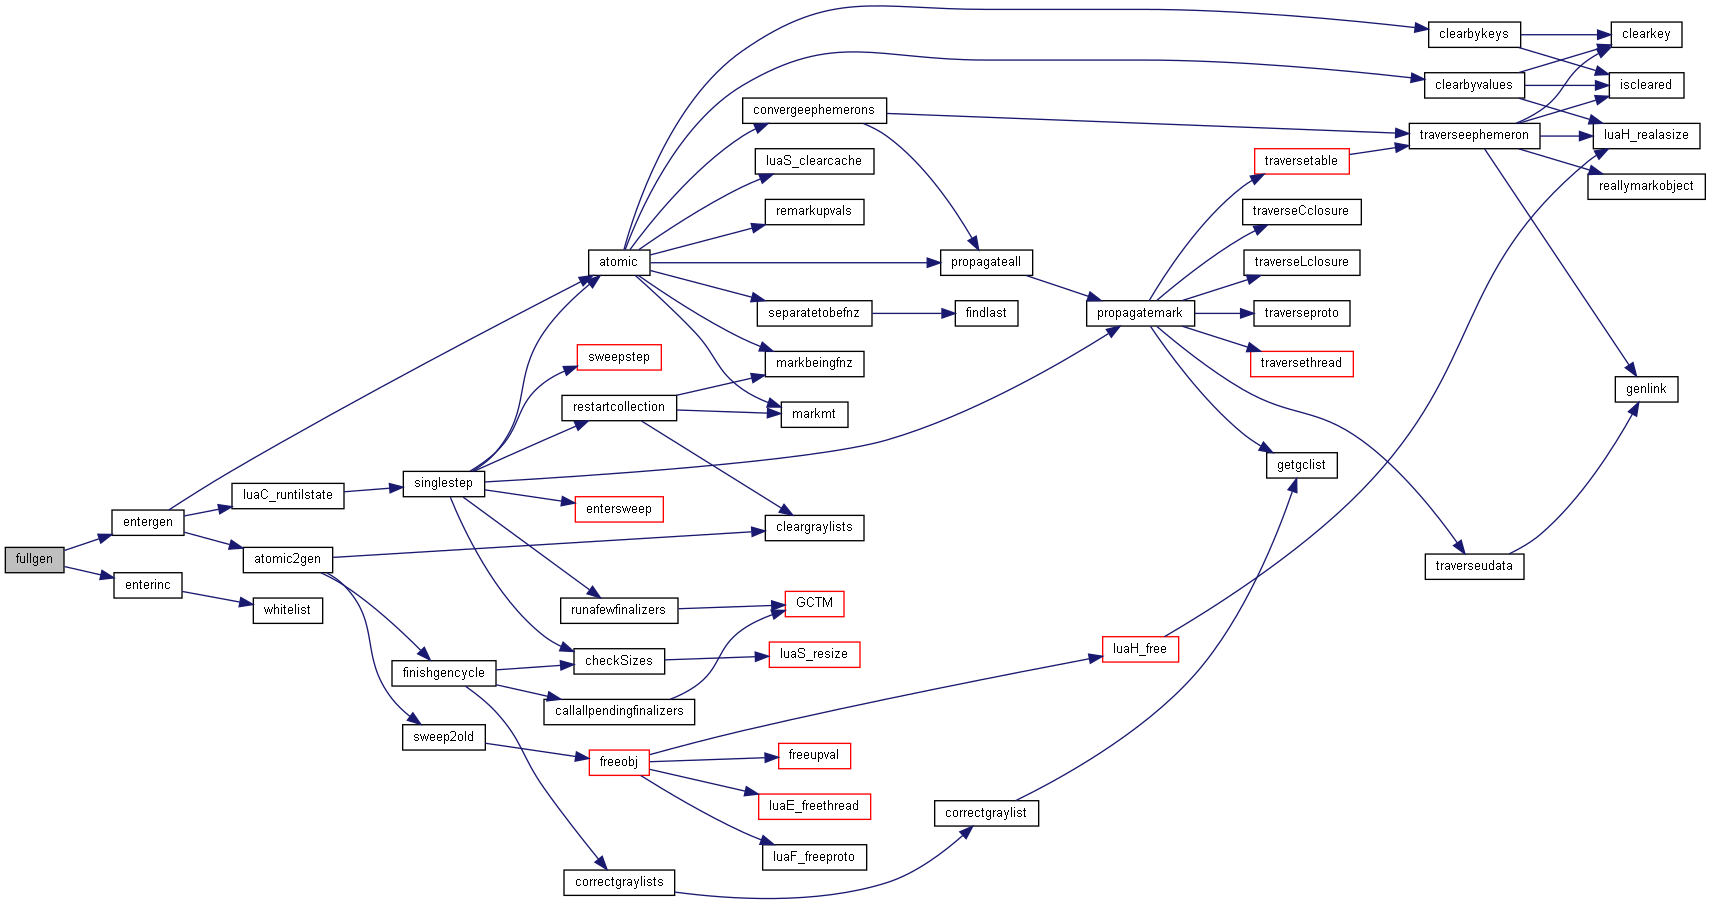 clearbykeys
clearkey
clearbyvalues
iscleared
convergeephemerons
traverseephemeron
luaH_realasize
luaS_clearcache
traversetable
reallymarkobject
remarkupvals
traverseCclosure
atomic
propagateall
traverseLclosure
separatetobefnz
findlast
propagatemark
traverseproto
sweepstep
markbeingfnz
traversethread
genlink
restartcollection
markmt
getgclist
singlestep
luaC_runtilstate
entersweep
entergen
cleargraylists
fullgen
atomic2gen
traverseudata
enterinc
whitelist
runafewfinalizers
GCTM
checkSizes
luaS_resize
luaH_free
finishgencycle
callallpendingfinalizers
sweep2old
freeobj
freeupval
luaE_freethread
correctgraylist
luaF_freeproto
correctgraylists